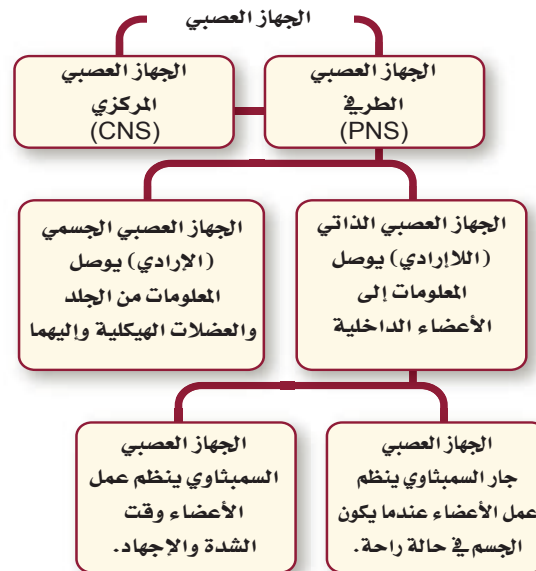 الجهاز العصبي
الجهاز العصبي
الطرفي
(PNS)
الجهاز العصبي
المركزي
(CNS)
الجهاز العصبي الذاتي
(اللاإرادي) يوصل
المعلومات إلى
الأعضاء الداخلية
الجهاز العصبي الجسمي
(الإرادي) يوصل
المعلومات من الجلد
والعضلات الهيكلية وإليهما
الجهاز العصبي
جار السمبثاوي ينظم
عمل الأعضاء عندما يكون
الجسم في حالة راحة.
الجهاز العصبي
السمبثاوي ينظم عمل
الأعضاء وقت
الشدة والإجهاد.